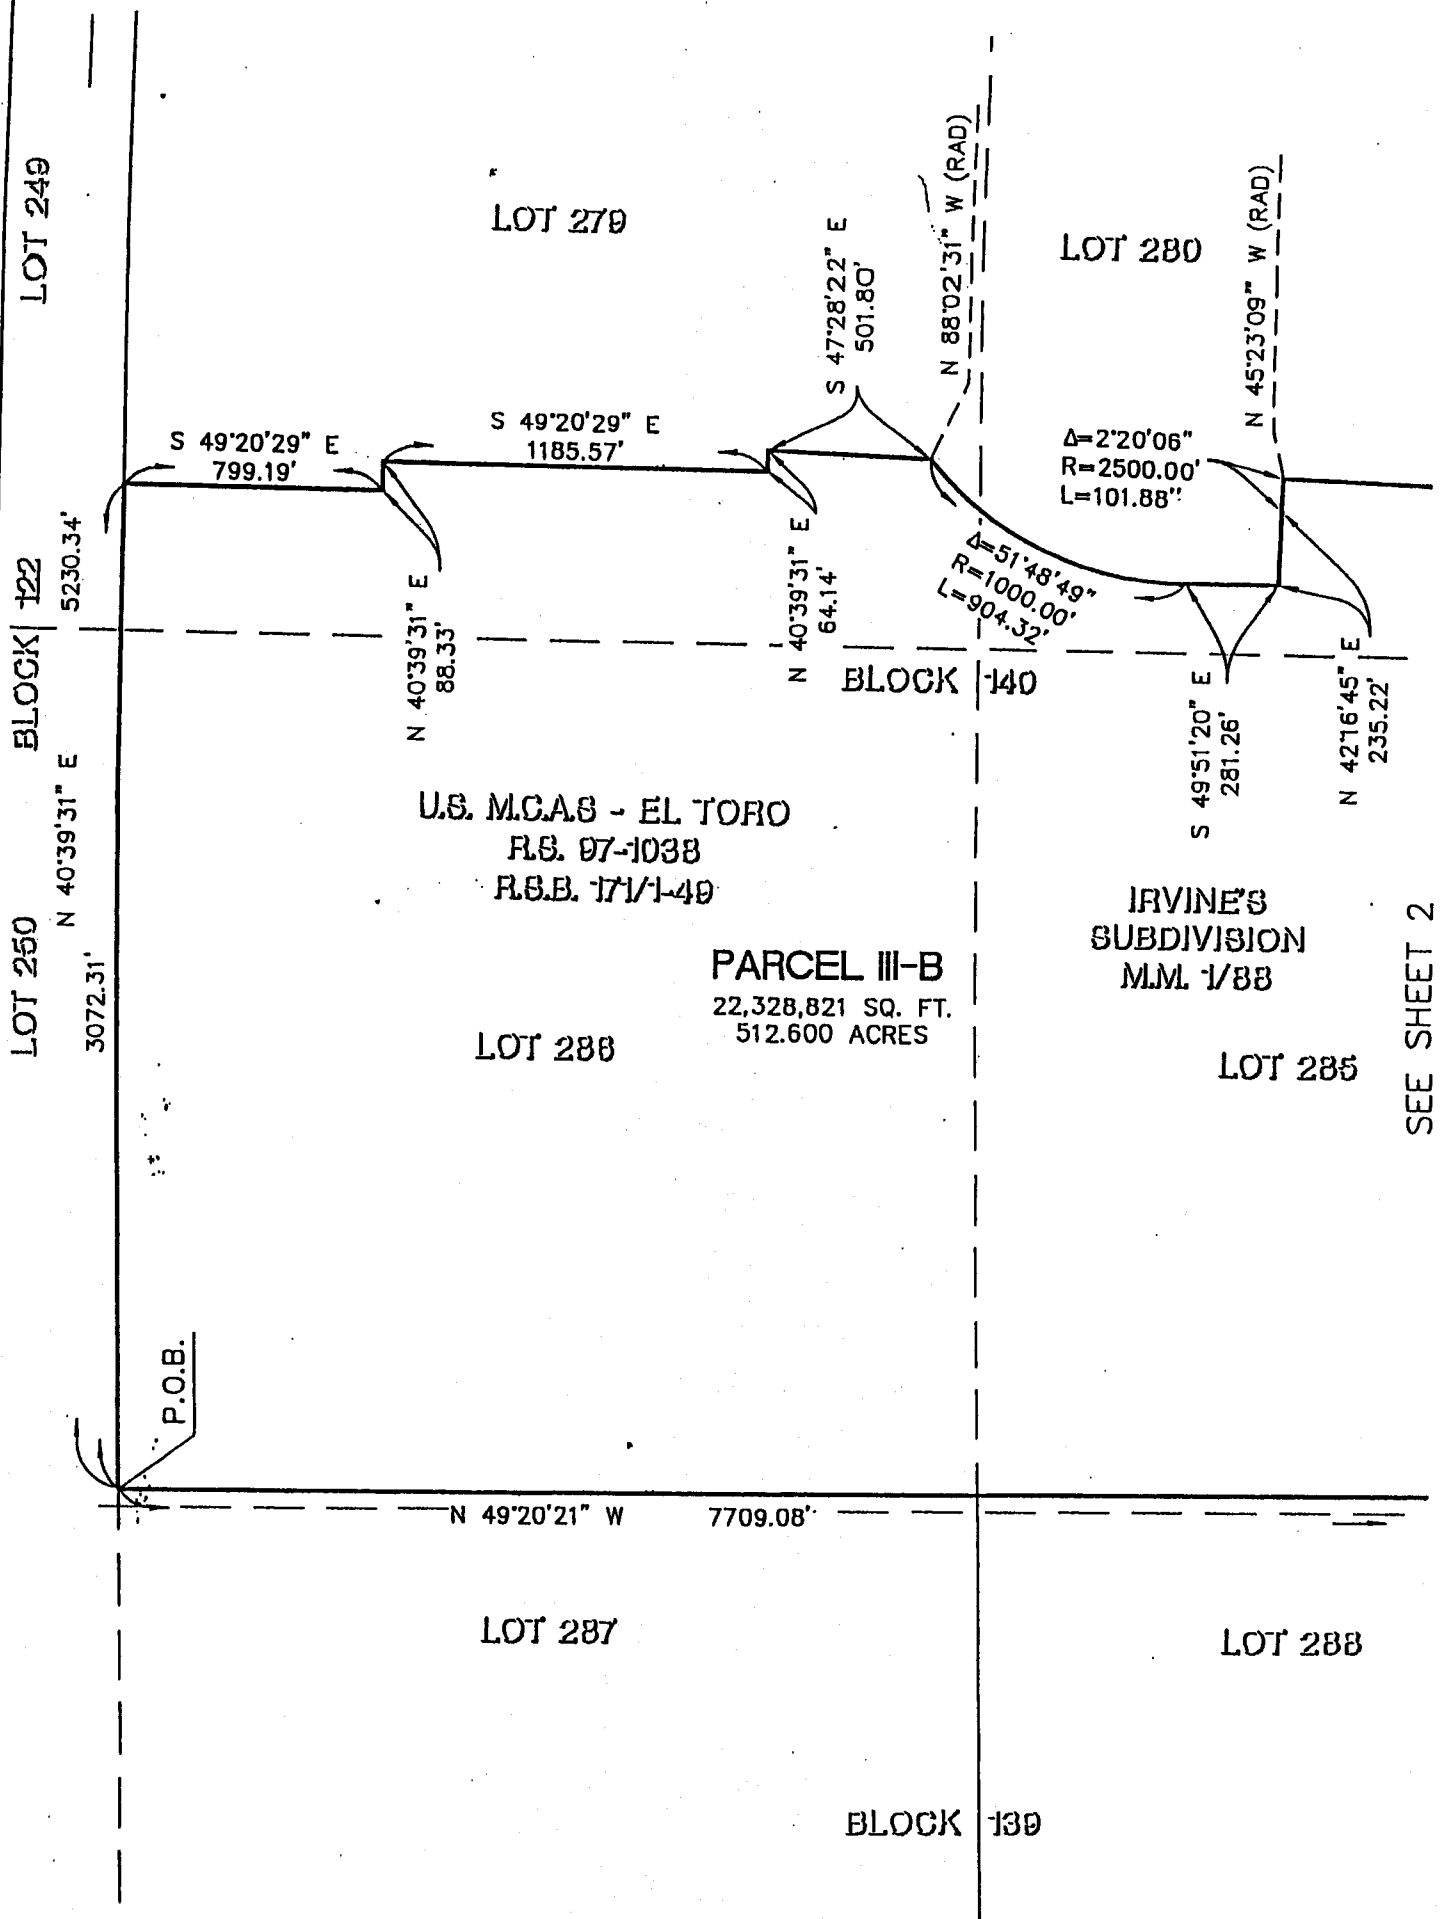 LOT 249
LOT 279
LOT 280
N 88°02'31" W (RAD)
N 45°23'09" W (RAD)
S 47°28'22" E
501.80'
S 49°20'29" E
799.19'
S 49°20'29" E
1185.57'
Δ=2°20'06"
R=2500.00'
L=101.88"
Δ=51°48'49"
R=1000.00'
L=904.32'
BLOCK 122
5230.34'
N 40°39'31" E
88.33'
N 40°39'31" E
64.14'
BLOCK 140
S 49°51'20" E
281.26'
N 42°16'45" E
235.22'
LOT 250
N 40°39'31" E
3072.31'
U.S. M.C.A.S - EL TORO
R.S. 97-1038
R.S.B. 171/1-49
IRVINE'S
SUBDIVISION
M.M. 1/88
PARCEL III-B
22,328,821 SQ. FT.
512.600 ACRES
LOT 286
LOT 285
SEE SHEET 2
P.O.B.
N 49°20'21" W 7709.08'
LOT 287
LOT 288
BLOCK 139